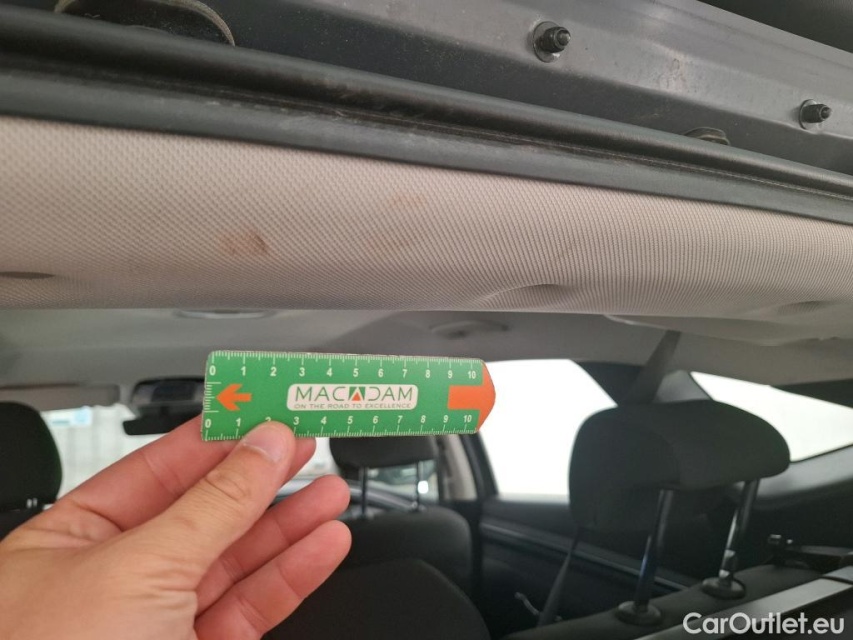 0 1 2 3 4 5 6 7 8 9 10
MACADAM
ON THE ROAD TO EXCELLENCE
0 1 2 3 4 5 6 7 8 9 10
CarOutlet.eu